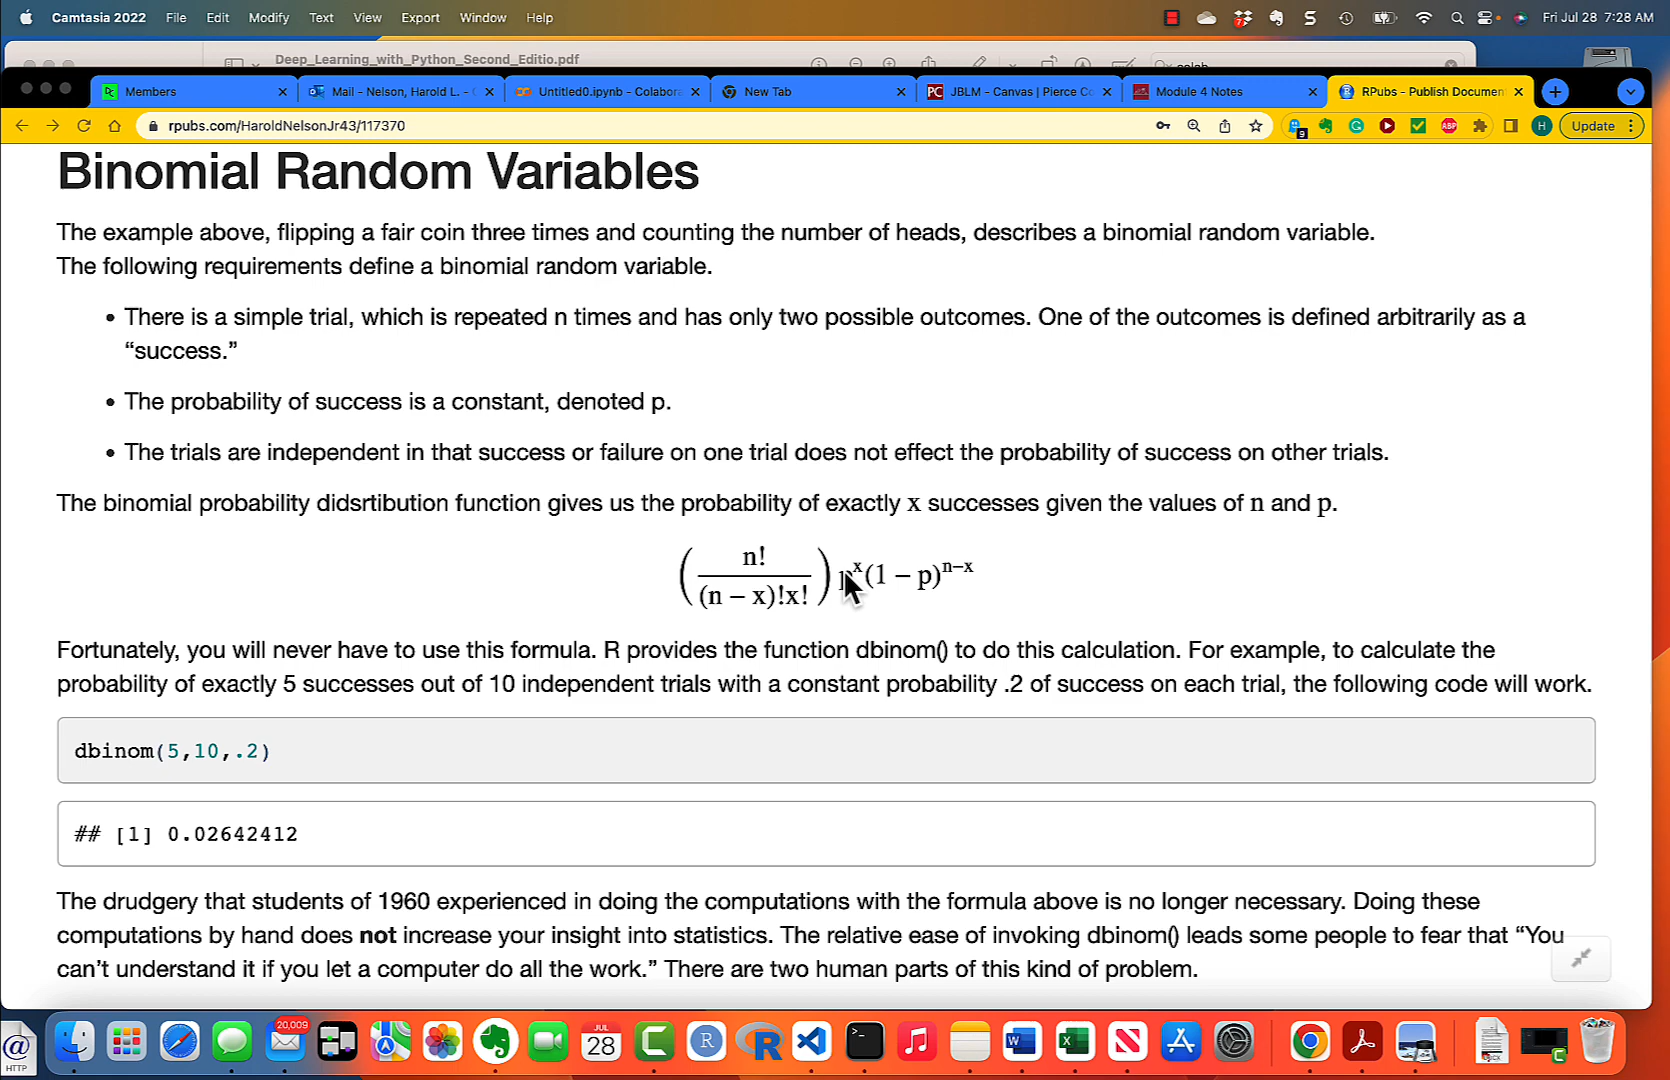 Camtasia 2022 File Edit Modify Text View Export Window Help Fri Jul 28 7:28 AM
Deep_Learning_with_Python_Second_Editio.pdf
Members Mail - Nelson, Harold L. - Untitled0.ipynb - Colabora New Tab JBLM - Canvas | Pierce Co Module 4 Notes RPubs - Publish Documen
rpubs.com/HaroldNelsonJr43/117370 9 ABP H Update
Binomial Random Variables
The example above, flipping a fair coin three times and counting the number of heads, describes a binomial random variable.
The following requirements define a binomial random variable.
• There is a simple trial, which is repeated n times and has only two possible outcomes. One of the outcomes is defined arbitrarily as a
“success.”
• The probability of success is a constant, denoted p.
• The trials are independent in that success or failure on one trial does not effect the probability of success on other trials.
The binomial probability didsrtibution function gives us the probability of exactly x successes given the values of n and p.
(n! / (n − x)!x!) p^x (1 − p)^{n−x}
Fortunately, you will never have to use this formula. R provides the function dbinom() to do this calculation. For example, to calculate the
probability of exactly 5 successes out of 10 independent trials with a constant probability .2 of success on each trial, the following code will work.
dbinom(5,10,.2)
## [1] 0.02642412
The drudgery that students of 1960 experienced in doing the computations with the formula above is no longer necessary. Doing these
computations by hand does not increase your insight into statistics. The relative ease of invoking dbinom() leads some people to fear that “You
can’t understand it if you let a computer do all the work.” There are two human parts of this kind of problem.
20,009
JUL
28
HTTP